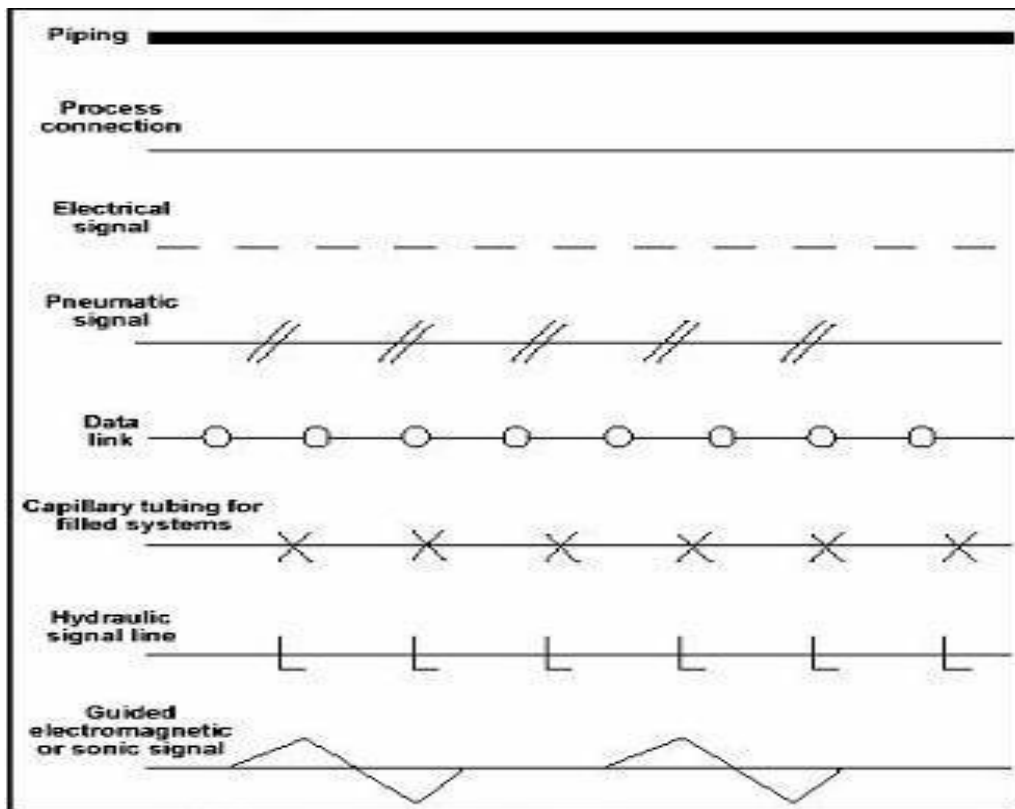 Piping
Process
connection
Electrical
signal
Pneumatic
signal
Data
link
Capillary tubing for
filled systems
Hydraulic
signal line
Guided
electromagnetic
or sonic signal